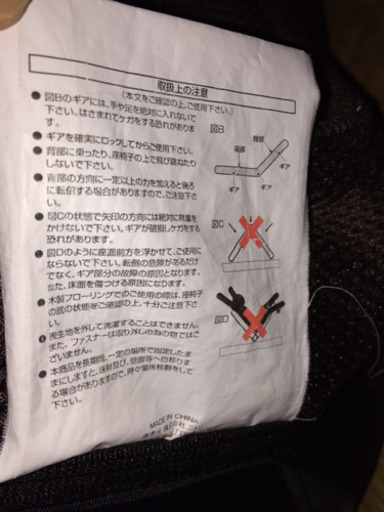 取扱上の注意
(本文をご確認の上、ご使用下さい。)
● 図Bのギアには、手や足を絶対に入れないで
下さい。はさまれてケガをする恐れがありま
す。
● ギアを確実にロックしてからご使用下さい。
● 背部に乗ったり、座椅子の上で飛び跳ねたり
しないで下さい。
● 背部の方向に一定以上の力を加えると後ろ
に転倒する場合がありますので、ご注意下さ
い。
● 図Cの状態で矢印の方向には絶対に荷重を
かけないで下さい。ギアが破損しケガをする
恐れがあります。
● 図Dのように座面前方を浮かせて、ご使用に
ならないで下さい。転倒の危険があるだけ
でなく、ギア部分の故障の原因となります。
なた、床面を傷つける原因になります。
● 木製フローリングでのご使用の際は、座椅子
の底の状態をご確認の上、十分ご注意下さ
い。
● 側生地を外して洗濯することはできません。
また、ファスナーは取り外しの為の物ではご
ざいません。
● 本商品を長期間、一定の場所で固定したま
まにしますと、床材及び、壁面等へ色移りす
る場合がありますので、時々場所移動をして
下さい。
図B
背部
座部
ギア
ギア
ギア
図C
図D
MADE IN CHINA